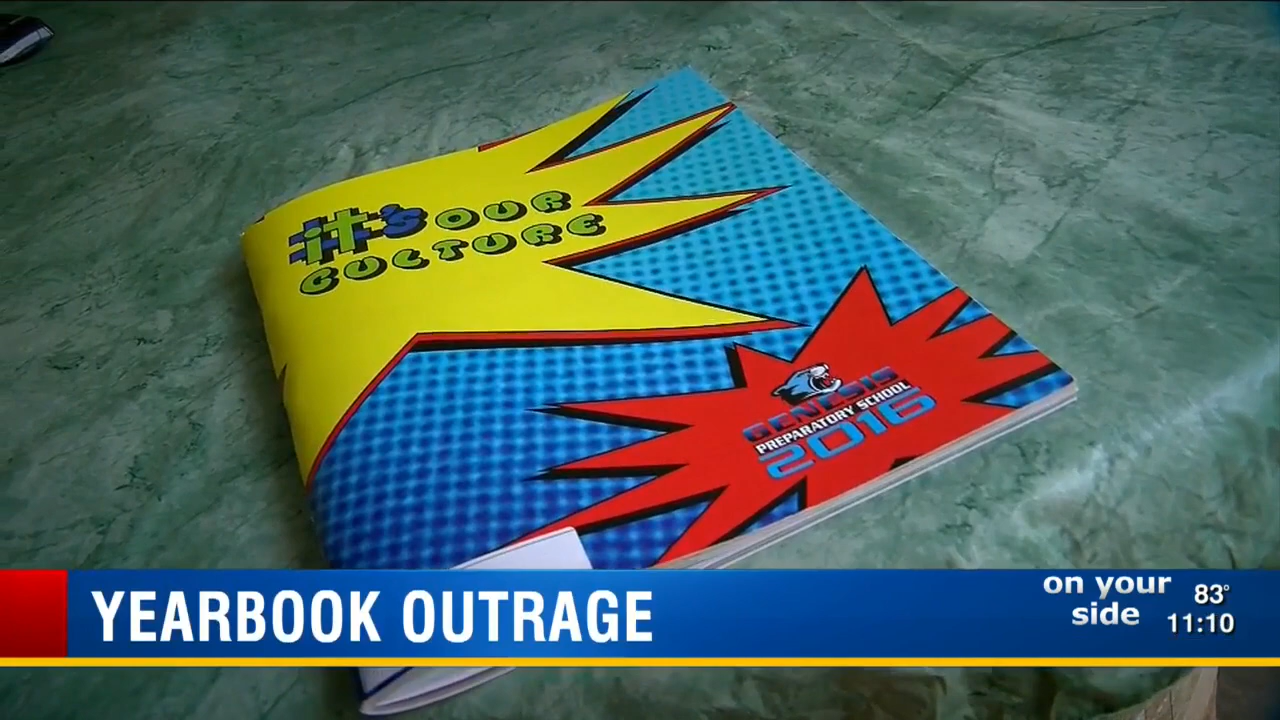 it's OUR
CULTURE
GENESIS
PREPARATORY SCHOOL
2016
YEARBOOK OUTRAGE
on your
side
83°
11:10